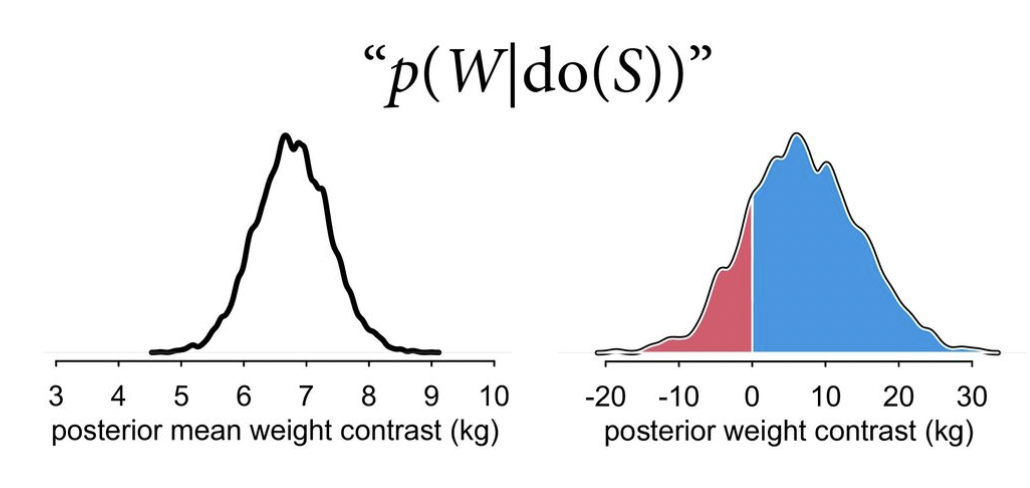 “p(W|do(S))”
3 4 5 6 7 8 9 10
posterior mean weight contrast (kg)
-20 -10 0 10 20 30
posterior weight contrast (kg)